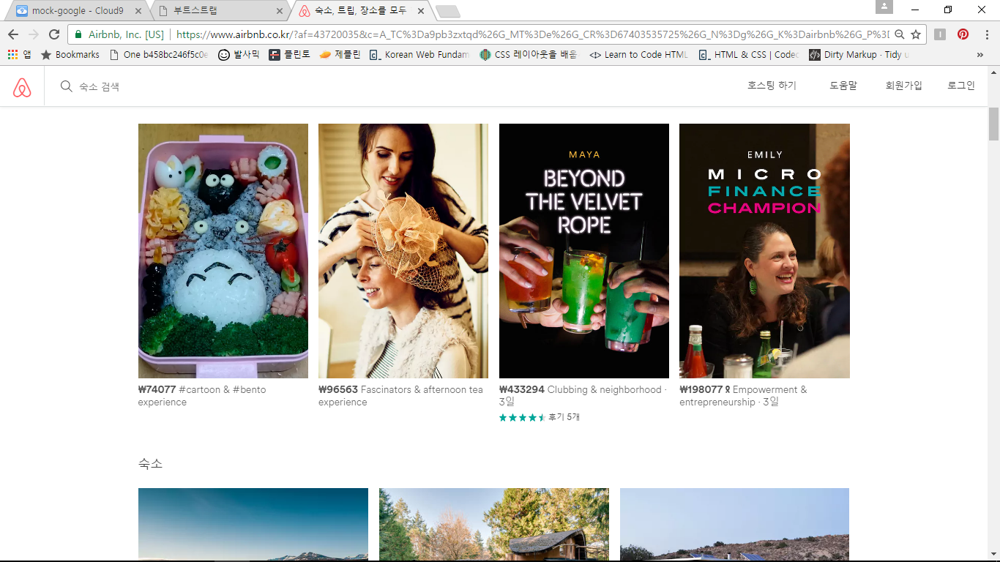 mock-google - Cloud9
부트스트랩
숙소, 트립, 장소를 모두
Airbnb, Inc. [US]
https://www.airbnb.co.kr/?af=43720035&c=A_TC%3Da9pb3zxtqd%26G_MT%3De%26G_CR%3D67403535725%26G_N%3Dg%26G_K%3Dairbnb%26G_P%3D
앱
Bookmarks
One b458bc246f5c0e
발사믹
플린토
제플린
Korean Web Fundam
CSS 레이아웃을 배움
Learn to Code HTML
HTML & CSS | Codec
Dirty Markup · Tidy u
»
숙소 검색
호스팅 하기
도움말
회원가입
로그인
MAYA
BEYOND
THE VELVET
ROPE
EMILY
MICRO
FINANCE
CHAMPION
₩74077 #cartoon & #bento
experience
₩96563 Fascinators & afternoon tea
experience
₩433294 Clubbing & neighborhood ·
3일
후기 5개
₩198077 Empowerment &
entrepreneurship · 3일
숙소